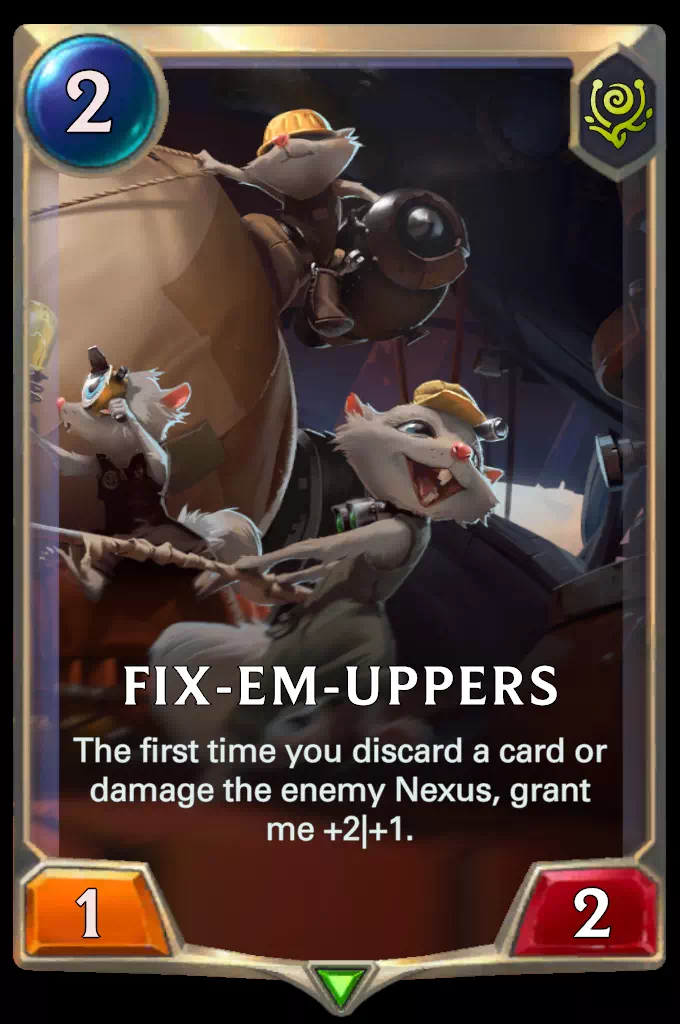 2
FIX-EM-UPPERS
The first time you discard a card or
damage the enemy Nexus, grant
me +2|+1.
1
2